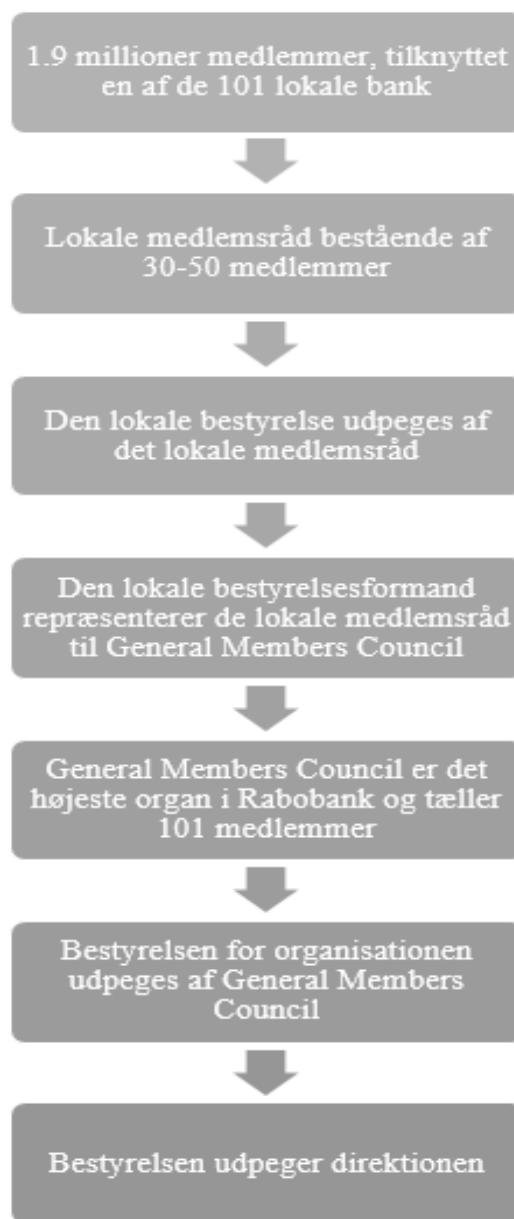 1.9 millioner medlemmer, tilknyttet
en af de 101 lokale bank
Lokale medlemsråd bestående af
30-50 medlemmer
Den lokale bestyrelse udpeges af
det lokale medlemsråd
Den lokale bestyrelsesformand
repræsenterer de lokale medlemsråd
til General Members Council
General Members Council er det
højeste organ i Rabobank og tæller
101 medlemmer
Bestyrelsen for organisationen
udpeges af General Members
Council
Bestyrelsen udpeger direktionen